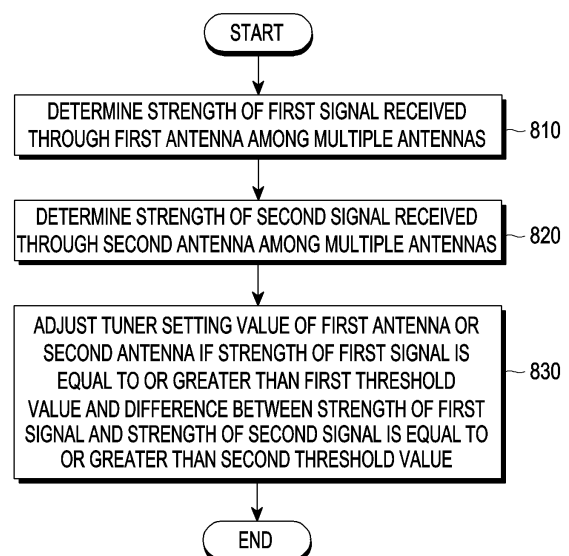 START
DETERMINE STRENGTH OF FIRST SIGNAL RECEIVED
THROUGH FIRST ANTENNA AMONG MULTIPLE ANTENNAS
810
DETERMINE STRENGTH OF SECOND SIGNAL RECEIVED
THROUGH SECOND ANTENNA AMONG MULTIPLE ANTENNAS
820
ADJUST TUNER SETTING VALUE OF FIRST ANTENNA OR
SECOND ANTENNA IF STRENGTH OF FIRST SIGNAL IS
EQUAL TO OR GREATER THAN FIRST THRESHOLD
VALUE AND DIFFERENCE BETWEEN STRENGTH OF FIRST
SIGNAL AND STRENGTH OF SECOND SIGNAL IS EQUAL TO
OR GREATER THAN SECOND THRESHOLD VALUE
830
END